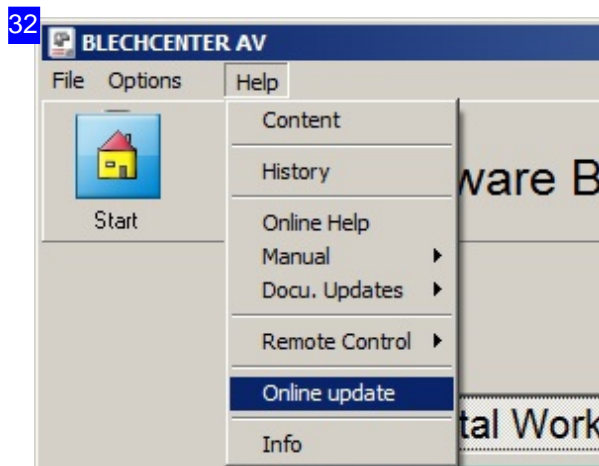 32
BLECHCENTER AV
File Options Help
Start
Content
History
Online Help
Manual
Docu. Updates
Remote Control
Online update
Info
ware B
tal Work